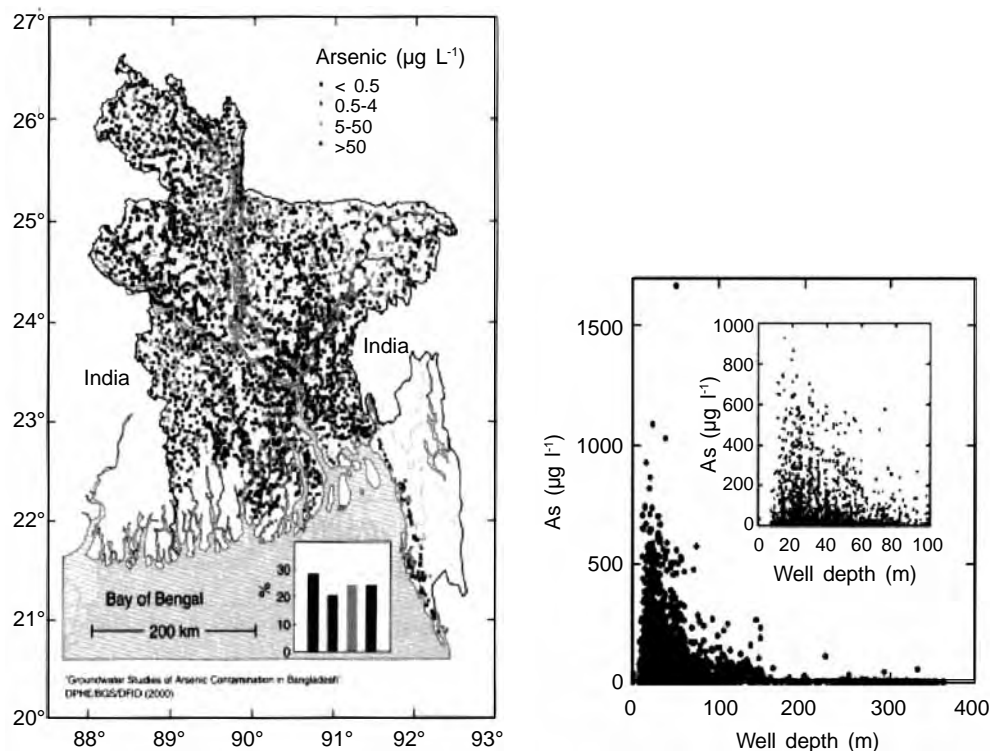 27°
26°
25°
24°
23°
22°
21°
20°
Arsenic (µg L-1)
< 0.5
0.5-4
5-50
>50
India
India
Bay of Bengal
200 km
%
30
20
10
0
"Groundwater Studies of Arsenic Contamination in Bangladesh"
DPHE/BGS/DFID (2000)
88° 89° 90° 91° 92° 93°
As (µg l-1)
1500
1000
500
0
0 100 200 300 400
Well depth (m)
As (µg l-1)
1000
800
600
400
200
0
0 20 40 60 80 100
Well depth (m)